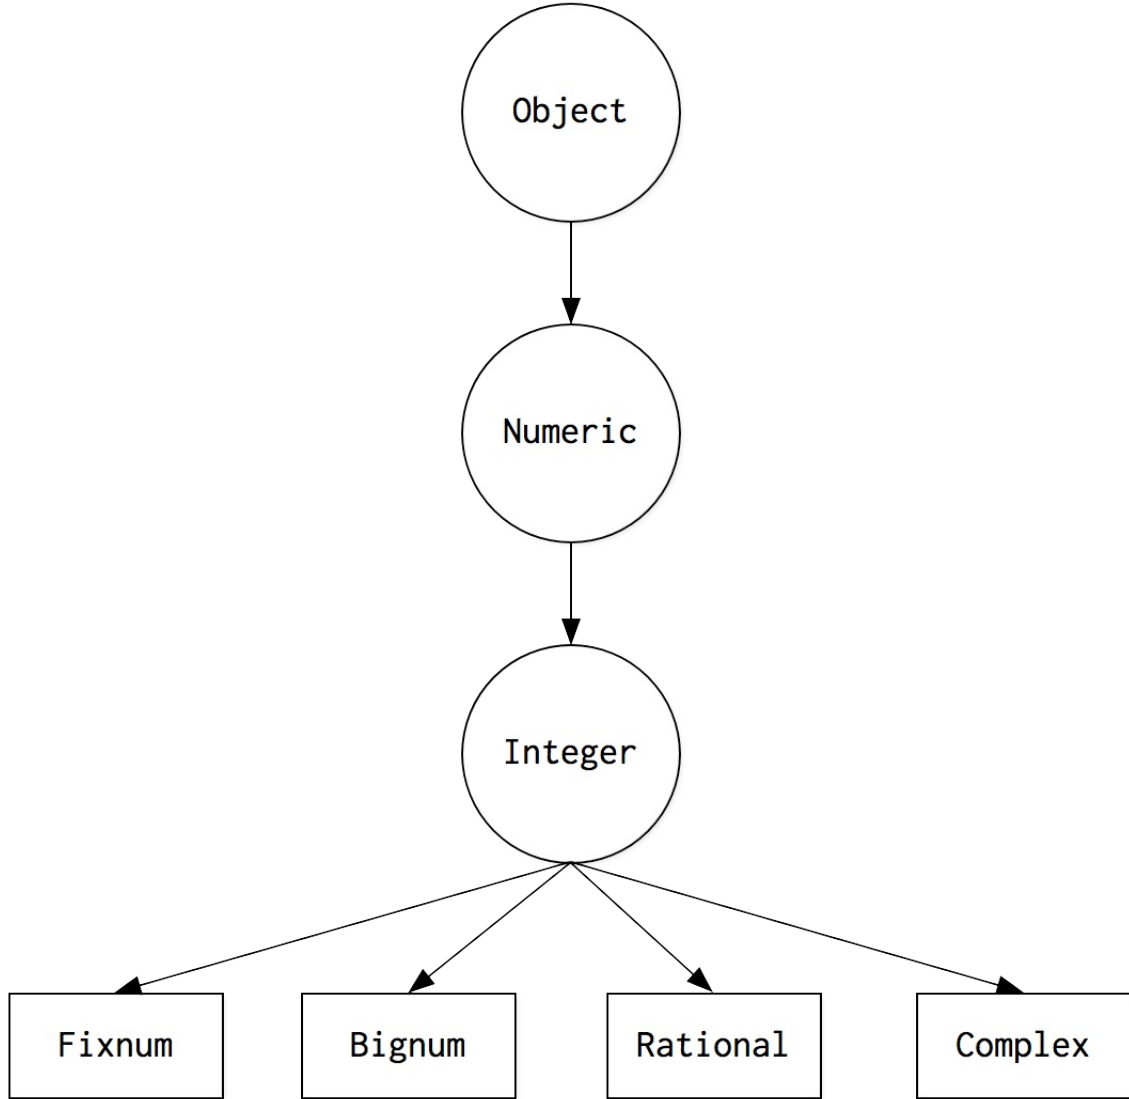 Object
Numeric
Integer
Fixnum
Bignum
Rational
Complex